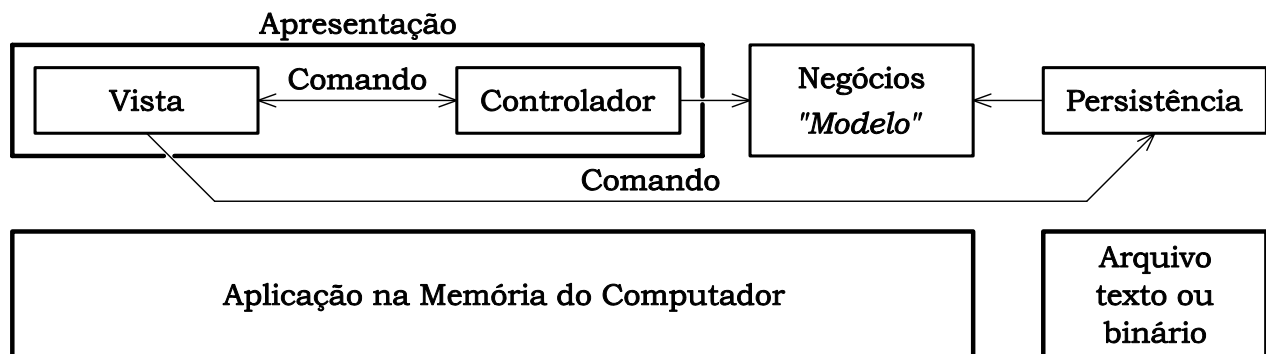 Apresentação
Vista
Comando
Controlador
Negócios
"Modelo"
Persistência
Comando
Aplicação na Memória do Computador
Arquivo
texto ou
binário